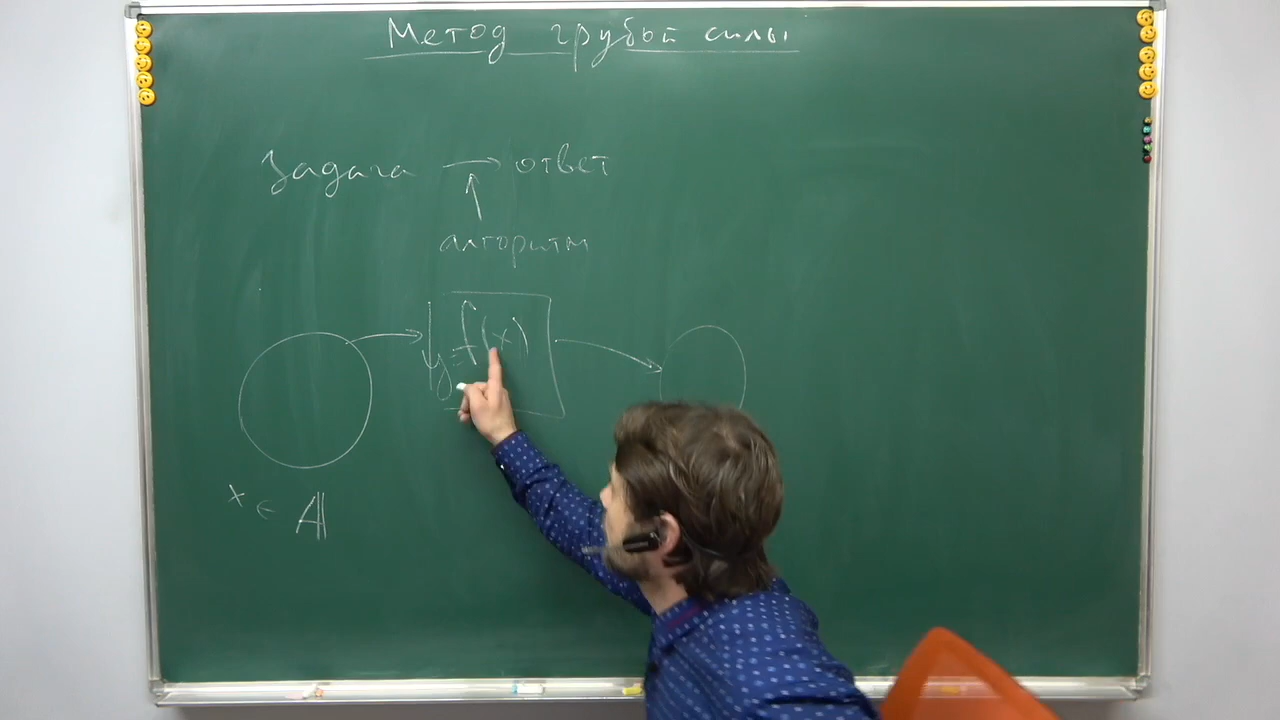 Метод грубой силы
Задача → ответ
↑
алгоритм
y = f(x)
x ∈ A